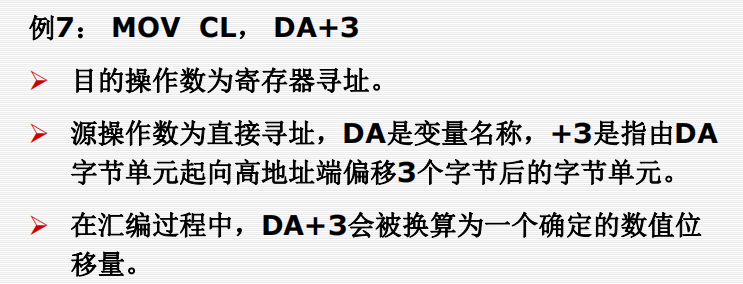 例7： MOV CL， DA+3
目的操作数为寄存器寻址。
源操作数为直接寻址，DA是变量名称，+3是指由DA
字节单元起向高地址端偏移3个字节后的字节单元。
在汇编过程中，DA+3会被换算为一个确定的数值位
移量。